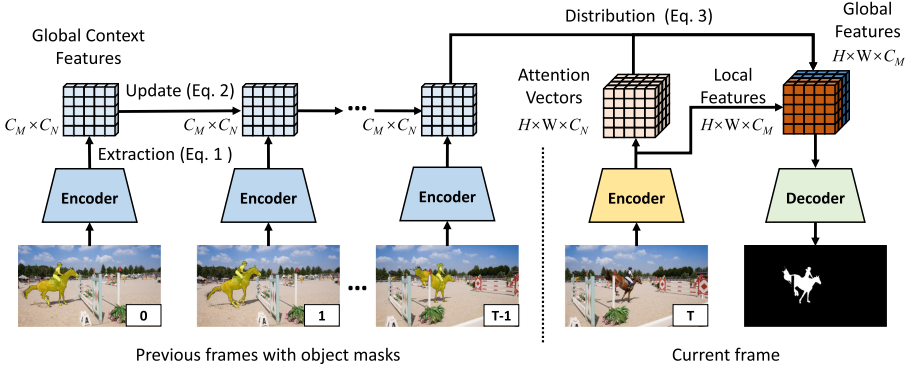 Distribution (Eq. 3)
Global
Features
H×W×C_M
Global Context
Features
Update (Eq. 2)
C_M×C_N
C_M×C_N
C_M×C_N
Extraction (Eq. 1 )
Attention
Vectors
H×W×C_N
Local
Features
H×W×C_M
Encoder
Encoder
Encoder
Encoder
Decoder
0
1
T-1
T
Previous frames with object masks
Current frame